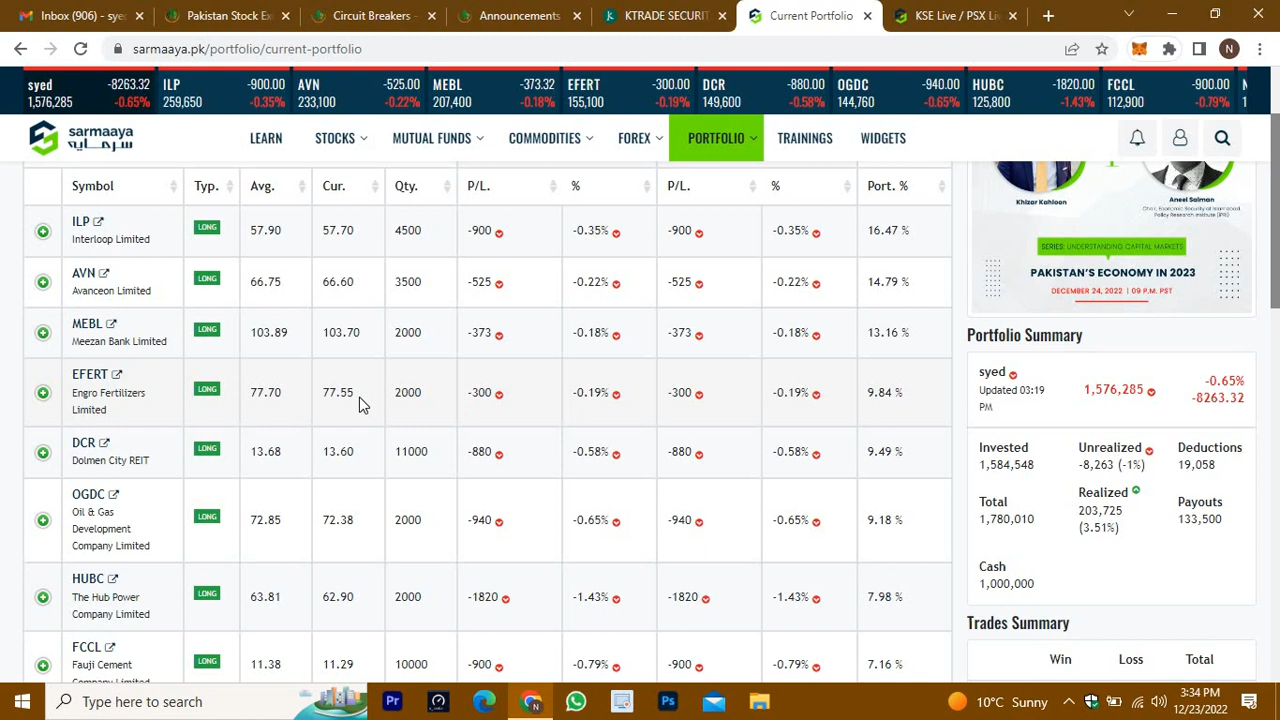 Inbox (906) - syes
Pakistan Stock Ex
Circuit Breakers -
Announcements
KTRADE SECURIT
Current Portfolio
KSE Live / PSX Li
sarmaaya.pk/portfolio/current-portfolio
N
syed -8263.32 ILP -900.00 AVN -525.00 MEBL -373.32 EFERT -300.00 DCR -880.00 OGDC -940.00 HUBC -1820.00 FCCL -900.00
1,576,285 -0.65% 259,650 -0.35% 233,100 -0.22% 207,400 -0.18% 155,100 -0.19% 149,600 -0.58% 144,760 -0.65% 125,800 -1.43% 112,900 -0.79% 1
sarmaaya
سرمایہ
LEARN STOCKS MUTUAL FUNDS COMMODITIES FOREX PORTFOLIO TRAININGS WIDGETS
Symbol Typ. Avg. Cur. Qty. P/L. % P/L. % Port. %
ILP
Interloop Limited
LONG 57.90 57.70 4500 -900 -0.35% -900 -0.35% 16.47 %
AVN
Avanceon Limited
LONG 66.75 66.60 3500 -525 -0.22% -525 -0.22% 14.79 %
MEBL
Meezan Bank Limited
LONG 103.89 103.70 2000 -373 -0.18% -373 -0.18% 13.16 %
EFERT
Engro Fertilizers
Limited
LONG 77.70 77.55 2000 -300 -0.19% -300 -0.19% 9.84 %
DCR
Dolmen City REIT
LONG 13.68 13.60 11000 -880 -0.58% -880 -0.58% 9.49 %
OGDC
Oil & Gas
Development
Company Limited
LONG 72.85 72.38 2000 -940 -0.65% -940 -0.65% 9.18 %
HUBC
The Hub Power
Company Limited
LONG 63.81 62.90 2000 -1820 -1.43% -1820 -1.43% 7.98 %
FCCL
Fauji Cement
LONG 11.38 11.29 10000 -900 -0.79% -900 -0.79% 7.16 %
Khizar Kahloon
Aneel Salman
Chair, Economic Security at Islamabad
Policy Research Institute (IPRI)
SERIES: UNDERSTANDING CAPITAL MARKETS
PAKISTAN'S ECONOMY IN 2023
DECEMBER 24, 2022 | 09 P.M. PST
Portfolio Summary
syed
Updated 03:19
PM
1,576,285
-0.65%
-8263.32
Invested
1,584,548
Unrealized
-8,263 (-1%)
Deductions
19,058
Total
1,780,010
Realized
203,725
(3.51%)
Payouts
133,500
Cash
1,000,000
Trades Summary
Win Loss Total
Type here to search
Pr
Ps
10°C Sunny
3:34 PM
12/23/2022